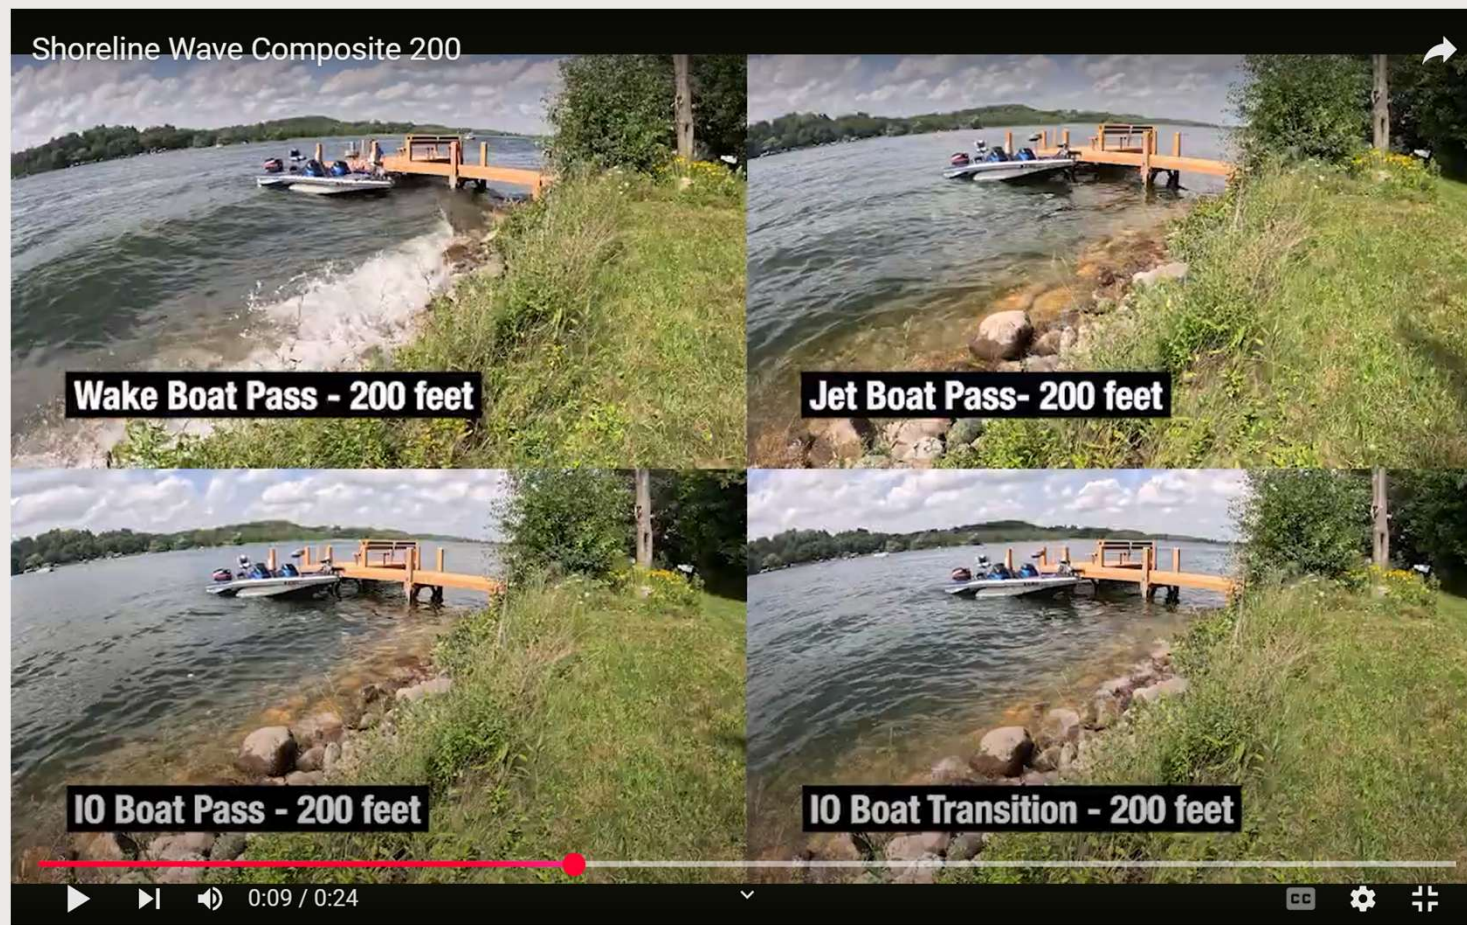 Shoreline Wave Composite 200
Wake Boat Pass - 200 feet
Jet Boat Pass- 200 feet
IO Boat Pass - 200 feet
IO Boat Transition - 200 feet
0:09 / 0:24
CC